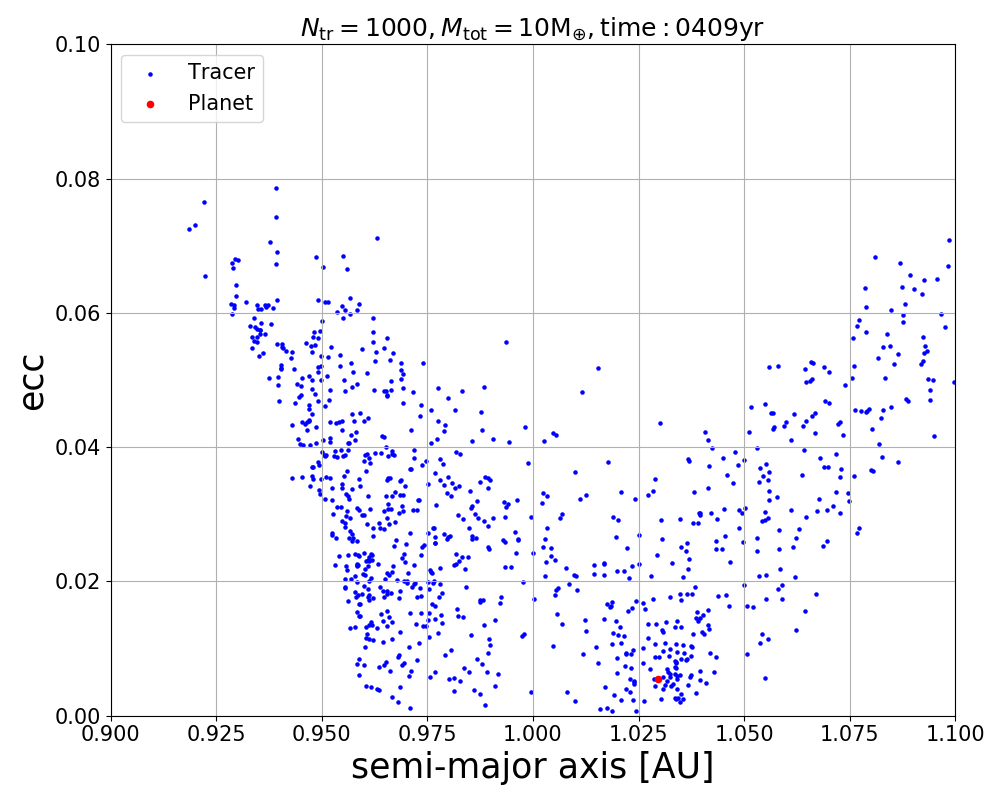 N_tr = 1000, M_tot = 10M_⊕, time : 0409yr
Tracer
Planet
0.10
0.08
0.06
0.04
0.02
0.00
ecc
0.900 0.925 0.950 0.975 1.000 1.025 1.050 1.075 1.100
semi-major axis [AU]